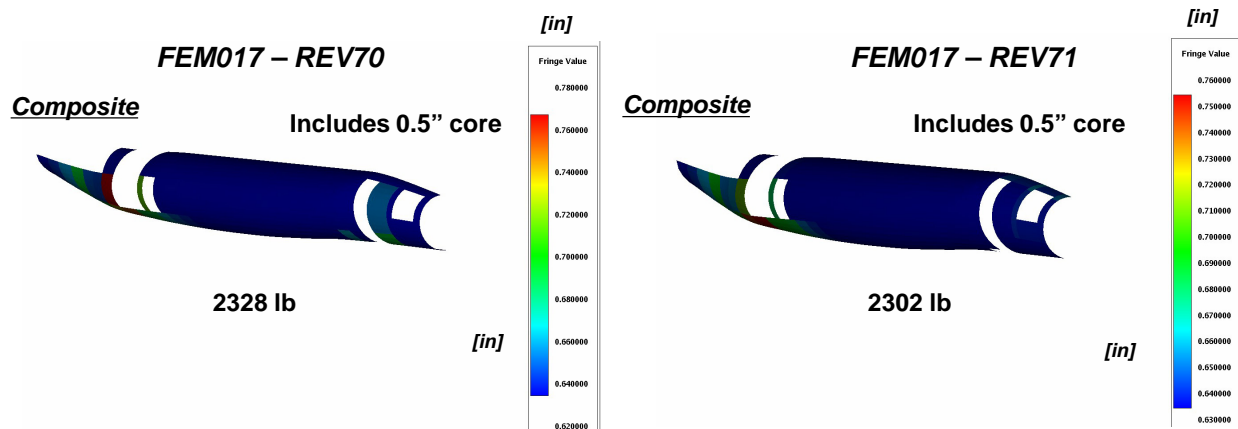 [in]
FEM017 – REV70
Fringe Value
0.780000
Composite
Includes 0.5” core
0.760000
0.740000
0.720000
0.700000
0.680000
2328 lb
0.660000
[in]
0.640000
0.620000
[in]
FEM017 – REV71
Fringe Value
0.760000
Composite
Includes 0.5” core
0.750000
0.740000
0.730000
0.720000
0.710000
0.700000
0.690000
0.680000
0.670000
2302 lb
0.660000
[in]
0.650000
0.640000
0.630000